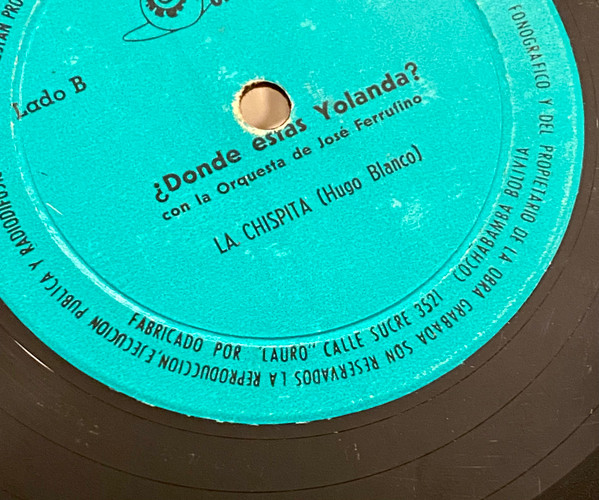 Lado B
¿Donde estas Yolanda?
con la Orquesta de José Ferrufino
LA CHISPITA (Hugo Blanco)
FABRICADO POR "LAURO" CALLE SUCRE 3521 COCHABAMBA BOLIVIA
FONOGRAFICO Y DEL PROPIETARIO DE LA OBRA GRABADA SON RESERVADOS LA REPRODUCCION, EJECUCION PUBLICA Y RADIODIFUS